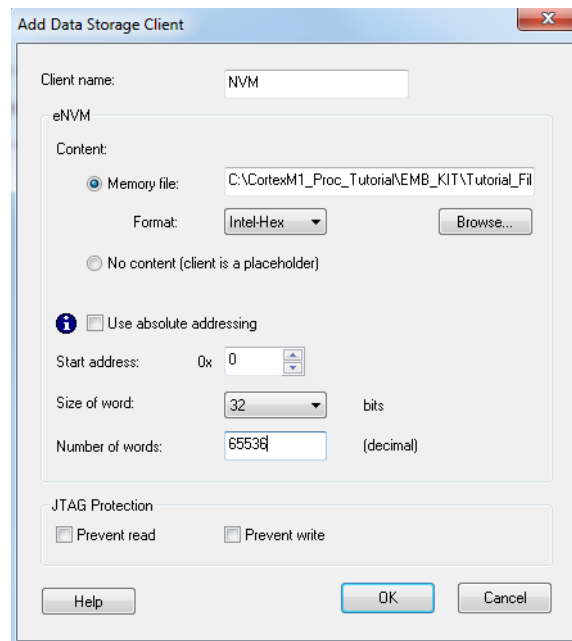 Add Data Storage Client
Client name: NVM
eNVM
Content:
Memory file: C:\CortexM1_Proc_Tutorial\EMB_KIT\Tutorial_Fil
Format: Intel-Hex Browse...
No content (client is a placeholder)
Use absolute addressing
Start address: 0x 0
Size of word: 32 bits
Number of words: 65536 (decimal)
JTAG Protection
Prevent read Prevent write
Help OK Cancel